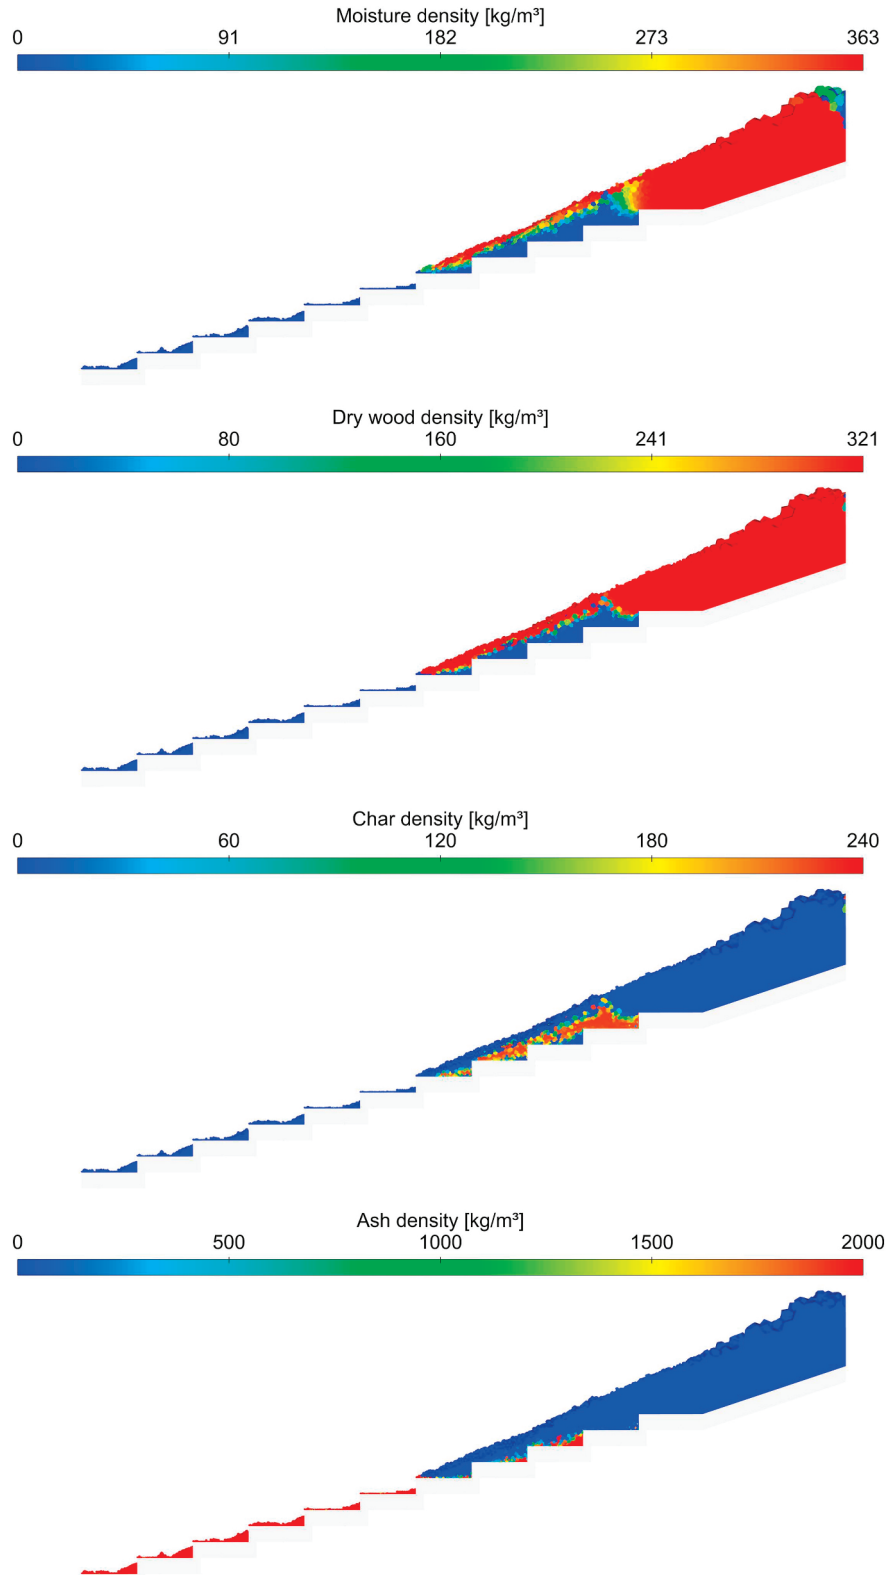 Moisture density [kg/m³]
0 91 182 273 363
Dry wood density [kg/m³]
0 80 160 241 321
Char density [kg/m³]
0 60 120 180 240
Ash density [kg/m³]
0 500 1000 1500 2000